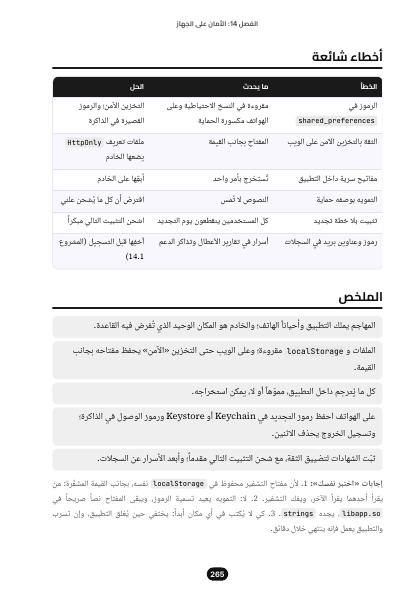 الفصل 14: الأمان على الجهاز
أخطاء شائعة
الخطأ ما يحدث الحل
الرموز في مقروءة في النسخ الاحتياطية وعلى التخزين الآمن؛ والرموز
shared_preferences الهواتف مكسورة الحماية القصيرة في الذاكرة
الثقة بالتخزين الآمن على الويب المفتاح بجانب القيمة ملفات تعريف HttpOnly
يضعها الخادم
مفاتيح سرية داخل التطبيق تُستخرج بأمر واحد أبقها على الخادم
التمويه بوصفه حماية النصوص لا تُمس افترض أن كل ما يُشحن علني
تثبيت بلا خطة تجديد كل المستخدمين ينقطعون يوم التجديد اشحن التثبيت التالي مبكراً
رموز وعناوين بريد في السجلات أسرار في تقارير الأعطال وتذاكر الدعم أخفِها قبل التسجيل (المشروع
14.1)
الملخص
المهاجم يملك التطبيق وأحياناً الهاتف؛ والخادم هو المكان الوحيد الذي تُفرض فيه القاعدة.
الملفات و localStorage مقروءة؛ وعلى الويب حتى التخزين «الآمن» يحفظ مفتاحه بجانب
القيمة.
كل ما يُترجم داخل التطبيق، مموّهاً أو لا، يمكن استخراجه.
على الهواتف احفظ رموز التجديد في Keychain أو Keystore ورموز الوصول في الذاكرة؛
وتسجيل الخروج يحذف الاثنين.
ثبّت الشهادات لتضييق الثقة، مع شحن التثبيت التالي مقدماً؛ وأبعد الأسرار عن السجلات.
إجابات «اختبر نفسك»: 1. لأن مفتاح التشفير محفوظ في localStorage نفسه، بجانب القيمة المشفّرة: من
يقرأ أحدهما يقرأ الآخر، ويفك التشفير. 2. لا: التمويه يعيد تسمية الرموز، ويبقى المفتاح نصاً صريحاً في
libapp.so، يجده strings. 3. كي لا يُكتب في أي مكان أبداً: يختفي حين يُغلق التطبيق، وإن تسرب
والتطبيق يعمل فإنه ينتهي خلال دقائق.
265